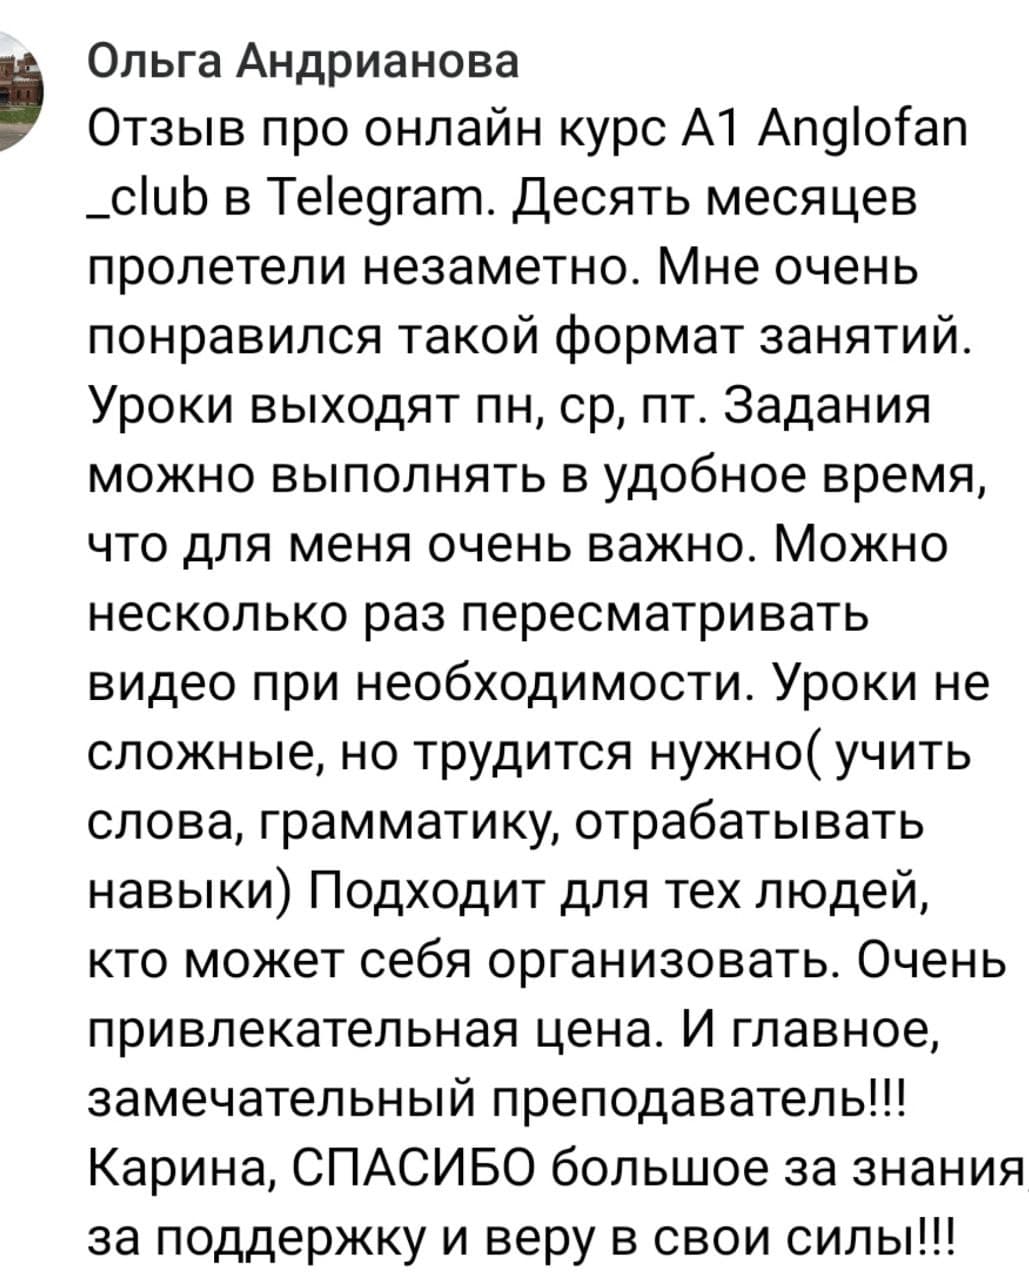 Ольга Андрианова
Отзыв про онлайн курс А1 Anglofan
_club в Telegram. Десять месяцев
пролетели незаметно. Мне очень
понравился такой формат занятий.
Уроки выходят пн, ср, пт. Задания
можно выполнять в удобное время,
что для меня очень важно. Можно
несколько раз пересматривать
видео при необходимости. Уроки не
сложные, но трудится нужно( учить
слова, грамматику, отрабатывать
навыки) Подходит для тех людей,
кто может себя организовать. Очень
привлекательная цена. И главное,
замечательный преподаватель!!!
Карина, СПАСИБО большое за знания,
за поддержку и веру в свои силы!!!